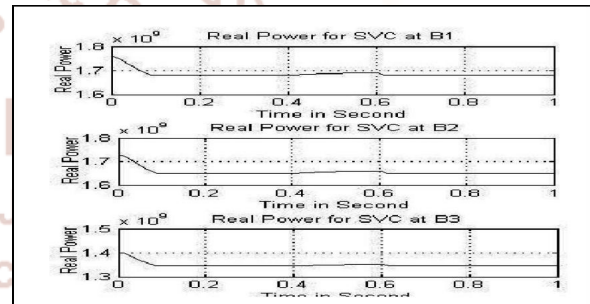 × 10⁹ Real Power for SVC at B1
1.8
1.7
1.6
Real Power
0 0.2 0.4 0.6 0.8 1
Time in Second
× 10⁹ Real Power for SVC at B2
1.8
1.7
1.6
Real Power
0 0.2 0.4 0.6 0.8 1
Time in Second
× 10⁹ Real Power for SVC at B3
1.5
1.4
1.3
Real Power
0 0.2 0.4 0.6 0.8 1
Time in Second